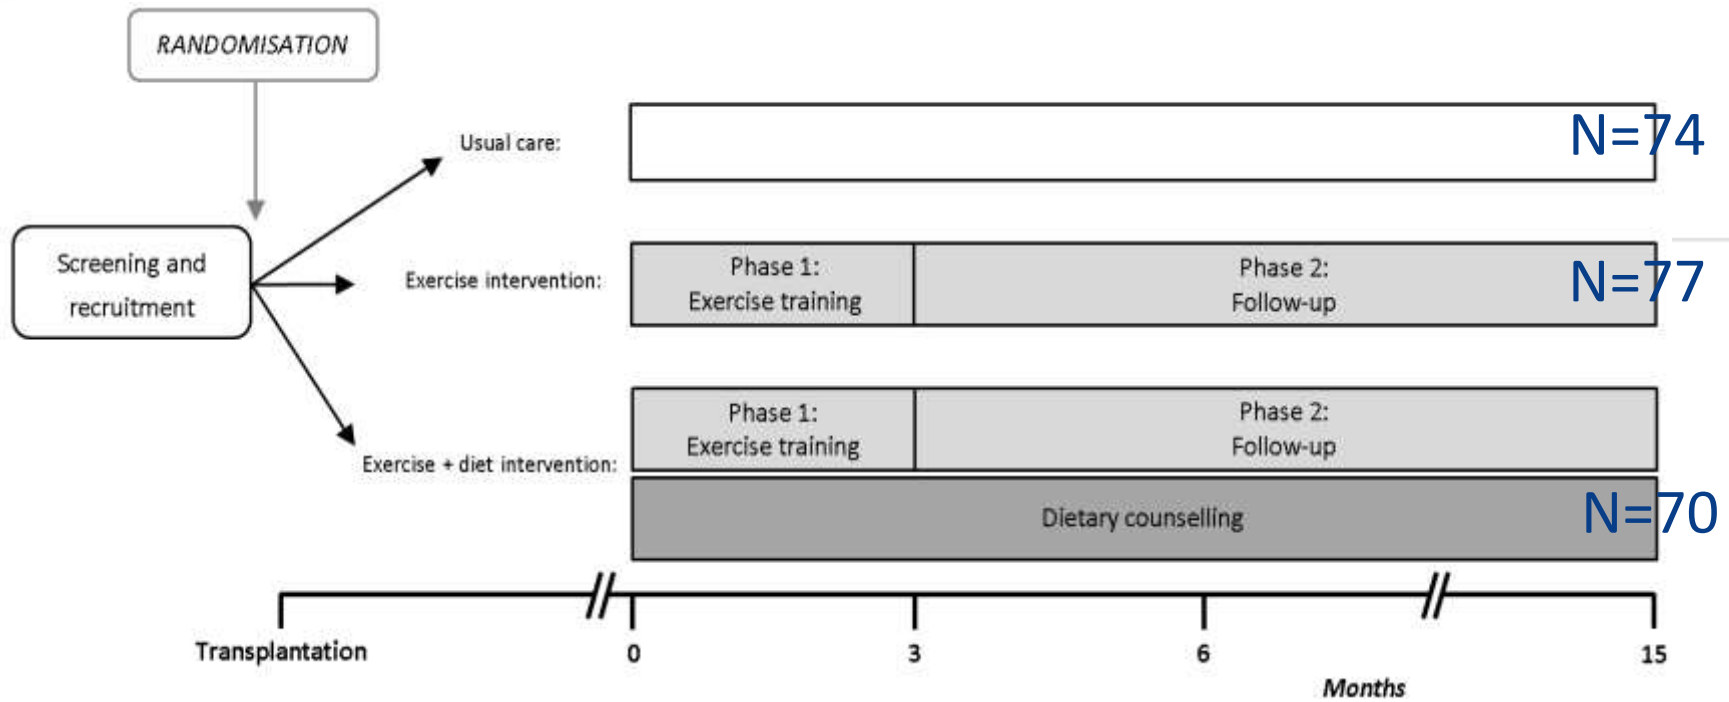 RANDOMISATION
Usual care:
N=74
Screening and
recruitment
Exercise intervention:
Phase 1:
Exercise training
Phase 2:
Follow-up
N=77
Exercise + diet intervention:
Phase 1:
Exercise training
Phase 2:
Follow-up
Dietary counselling
N=70
Transplantation
0
3
6
15
Months